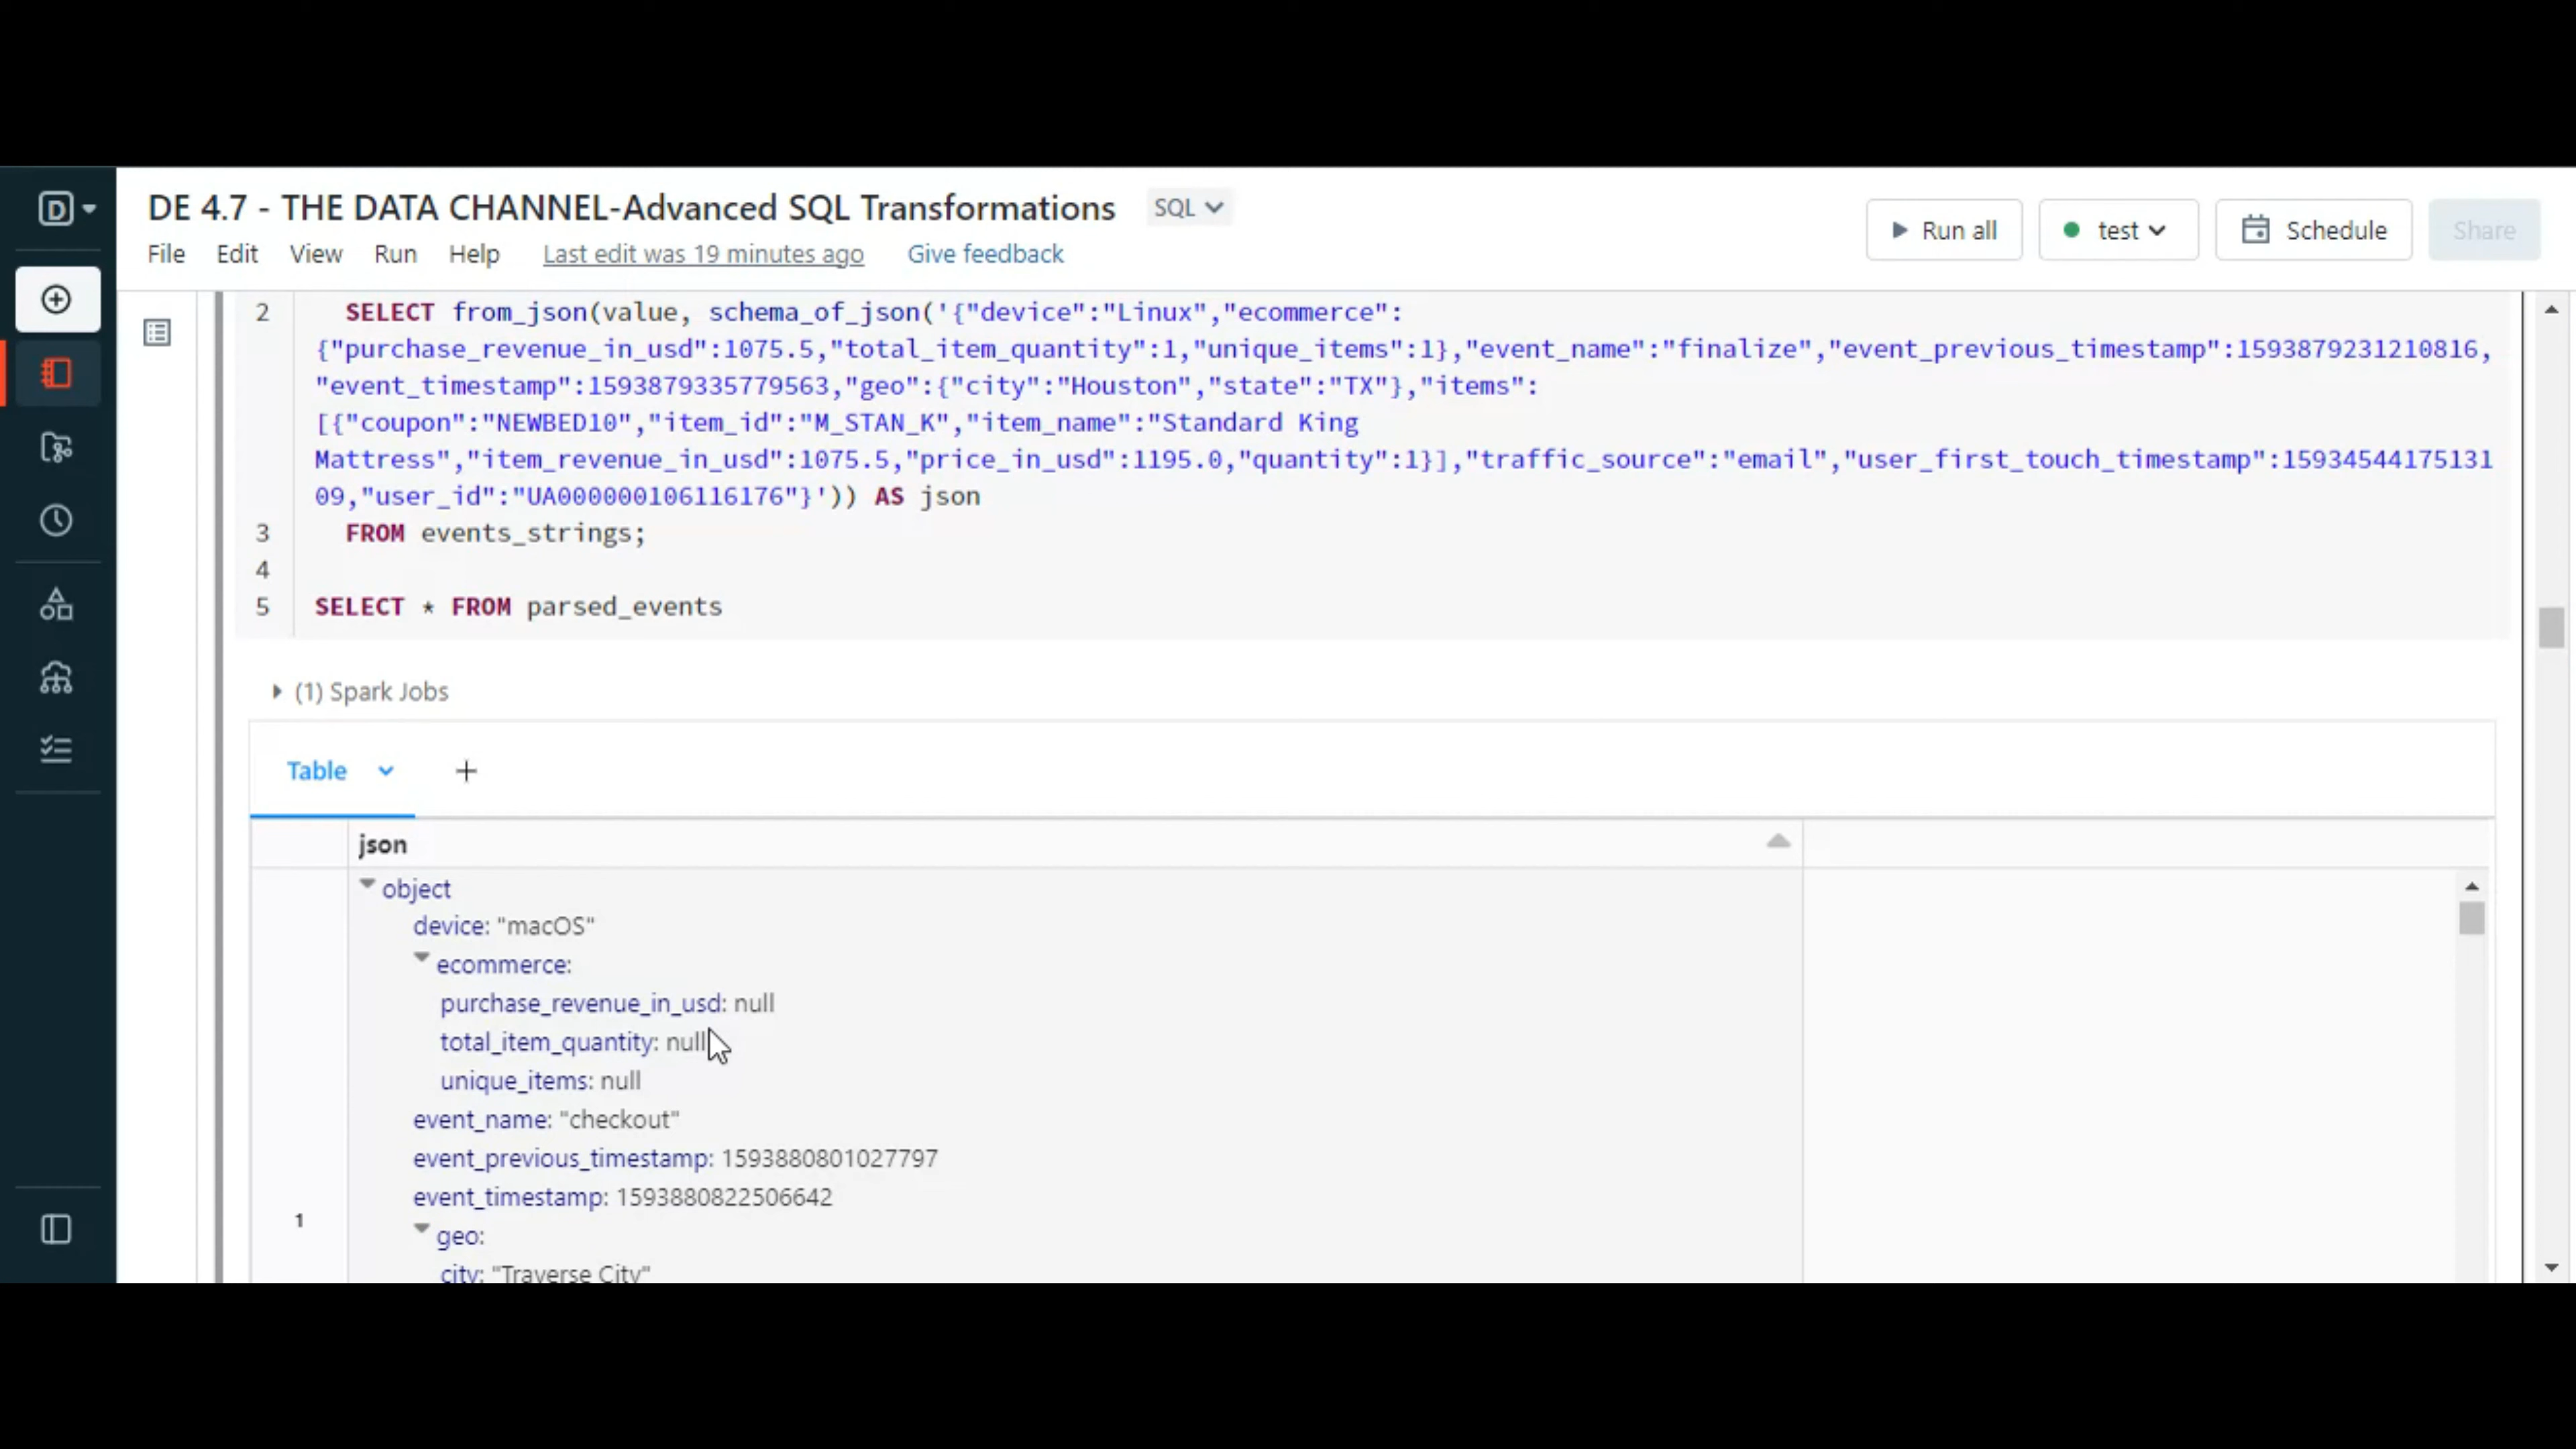 DE 4.7 - THE DATA CHANNEL-Advanced SQL Transformations SQL
File Edit View Run Help Last edit was 19 minutes ago Give feedback
Run all test Schedule Share
2 SELECT from_json(value, schema_of_json('{"device":"Linux","ecommerce":
{"purchase_revenue_in_usd":1075.5,"total_item_quantity":1,"unique_items":1},"event_name":"finalize","event_previous_timestamp":1593879231210816,
"event_timestamp":1593879335779563,"geo":{"city":"Houston","state":"TX"},"items":
[{"coupon":"NEWBED10","item_id":"M_STAN_K","item_name":"Standard King
Mattress","item_revenue_in_usd":1075.5,"price_in_usd":1195.0,"quantity":1}],"traffic_source":"email","user_first_touch_timestamp":15934544175131
09,"user_id":"UA000000106116176"}')) AS json
3 FROM events_strings;
4
5 SELECT * FROM parsed_events
(1) Spark Jobs
Table +
json
object
device: "macOS"
ecommerce:
purchase_revenue_in_usd: null
total_item_quantity: null
unique_items: null
event_name: "checkout"
event_previous_timestamp: 1593880801027797
event_timestamp: 1593880822506642
1
geo:
city: "Traverse City"